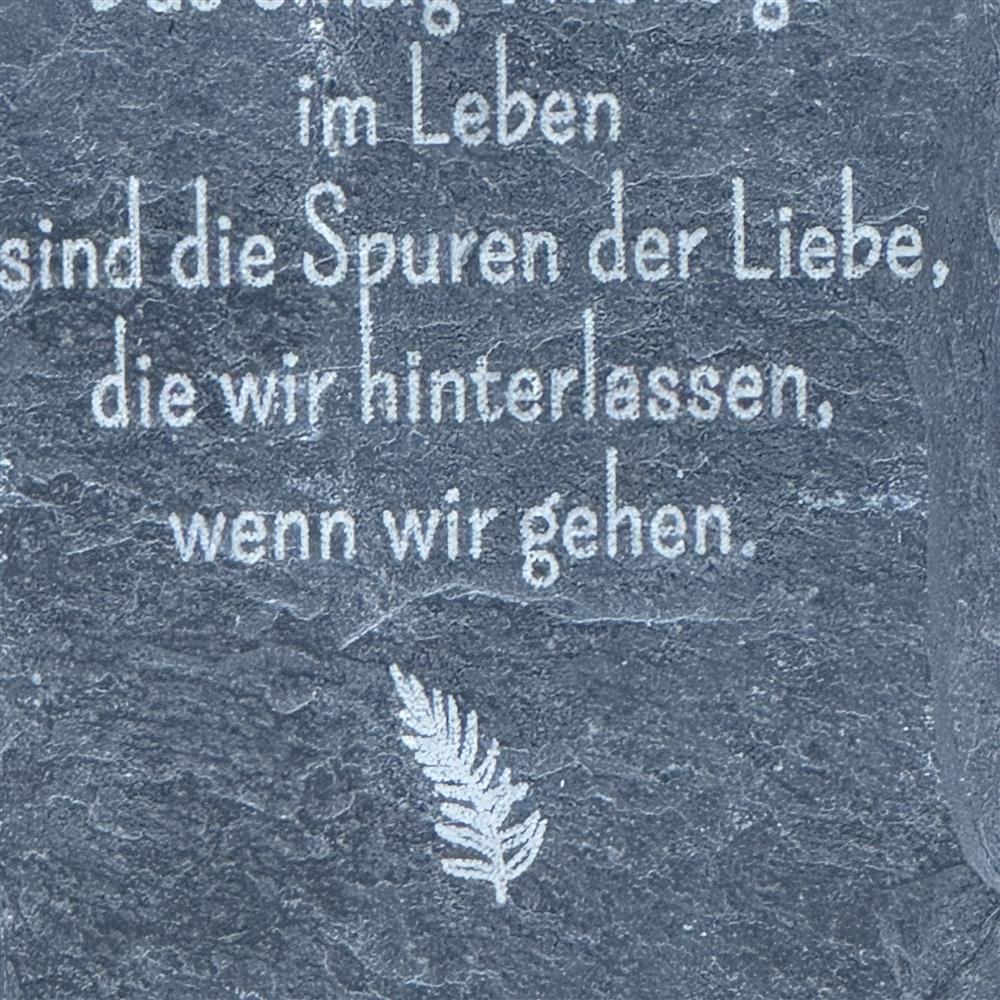 im Leben
sind die Spuren der Liebe,
die wir hinterlassen,
wenn wir gehen.